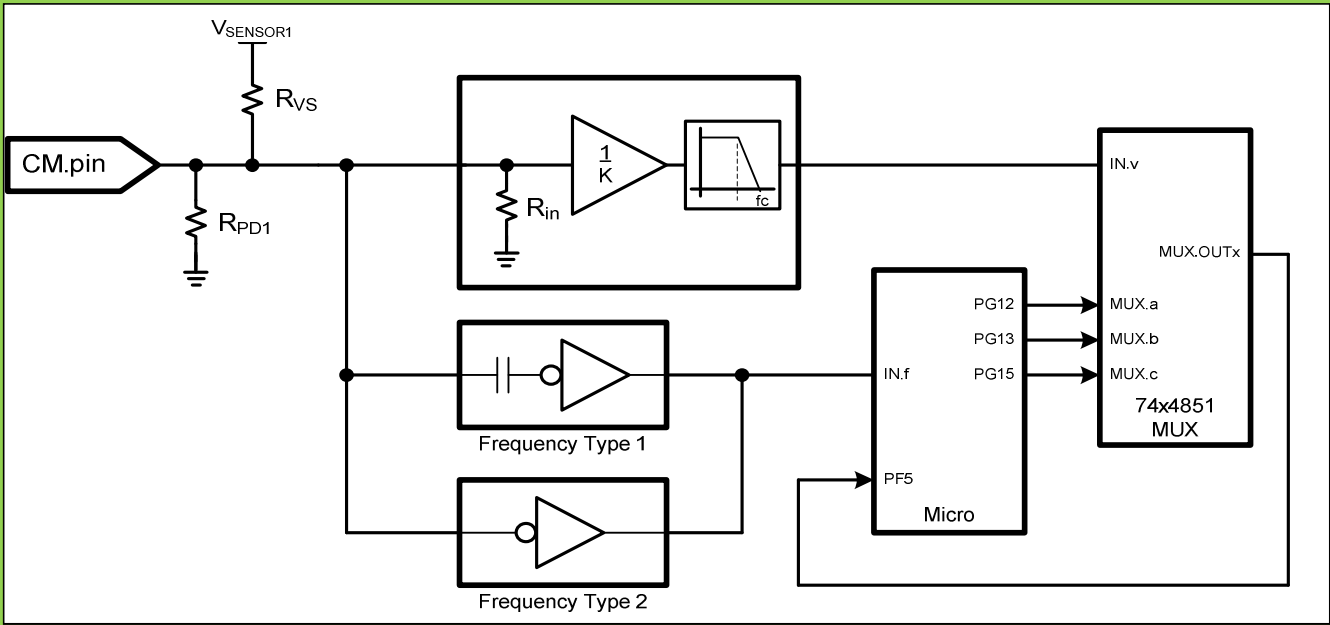 VSENSOR1
RVS
CM.pin
RPD1
1
K
Rin
fc
IN.v
MUX.OUTx
MUX.a
MUX.b
MUX.c
74x4851
MUX
PG12
PG13
PG15
IN.f
PF5
Micro
Frequency Type 1
Frequency Type 2